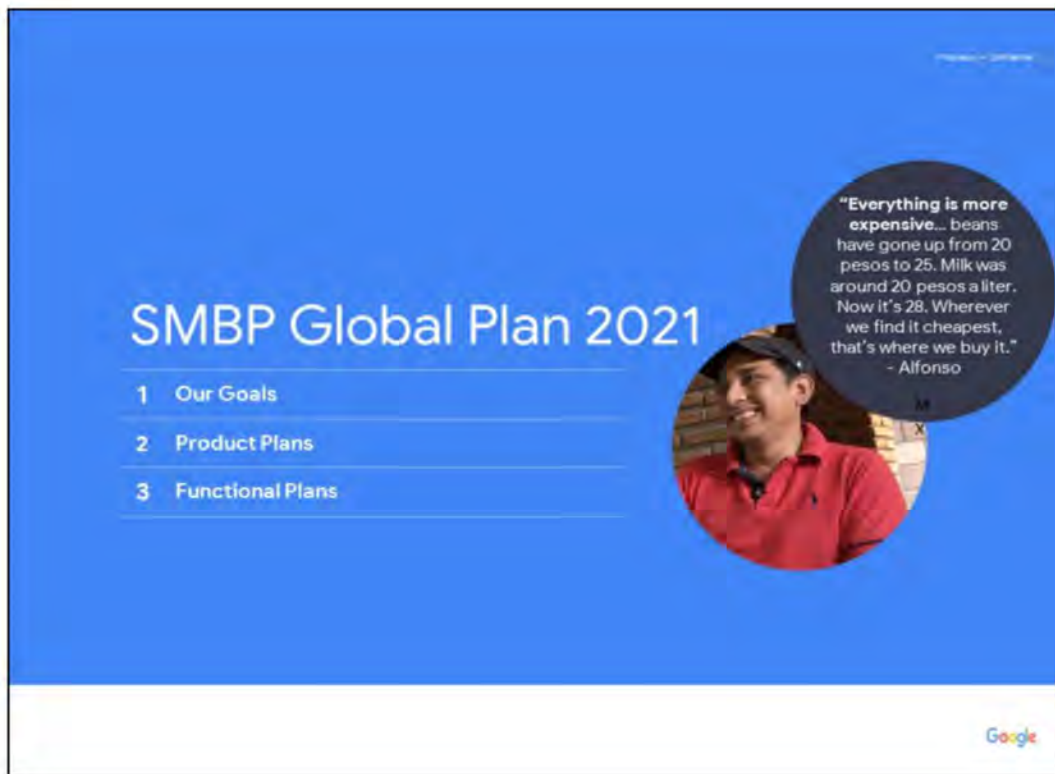 SMBP Global Plan 2021
1 Our Goals
2 Product Plans
3 Functional Plans
“Everything is more
expensive... beans
have gone up from 20
pesos to 25. Milk was
around 20 pesos a liter.
Now it's 28. Wherever
we find it cheapest,
that's where we buy it.”
- Alfonso
M
X
Google